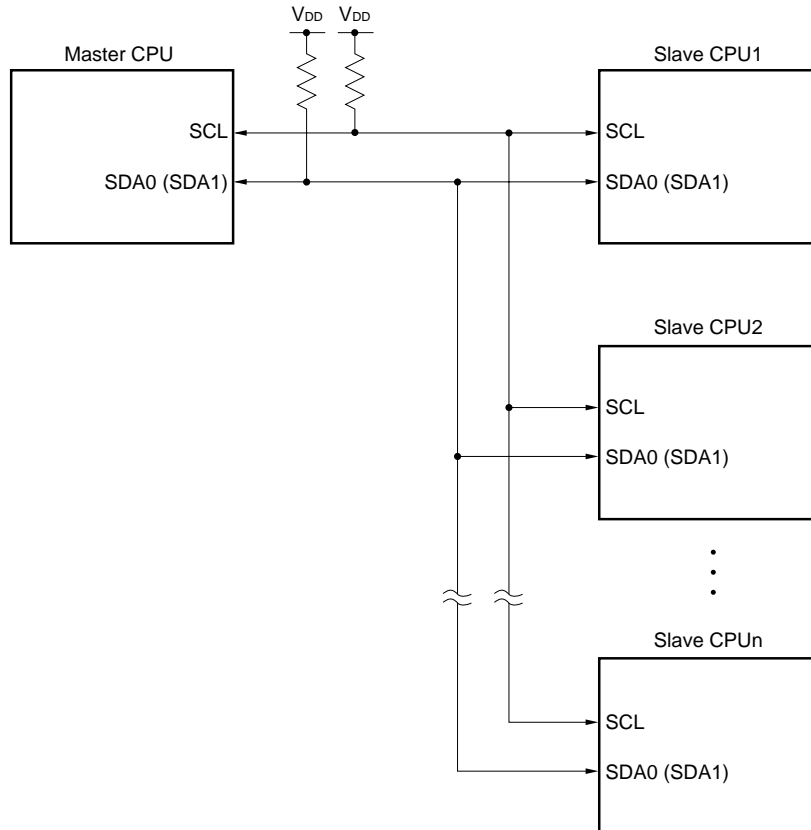 VDD VDD
Master CPU
SCL
SDA0 (SDA1)
Slave CPU1
SCL
SDA0 (SDA1)
Slave CPU2
SCL
SDA0 (SDA1)
Slave CPUn
SCL
SDA0 (SDA1)